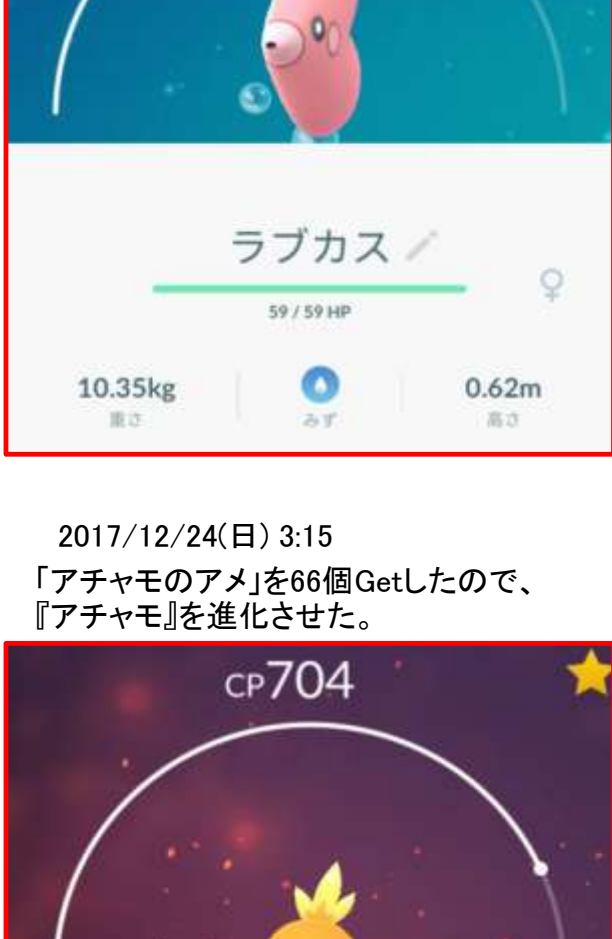 ラブカス
♀
59 / 59 HP
10.35kg
0.62m
重さ
みず
高さ
2017/12/24(日) 3:15
「アチャモのアメ」を66個Getしたので、
『アチャモ』を進化させた。
CP704